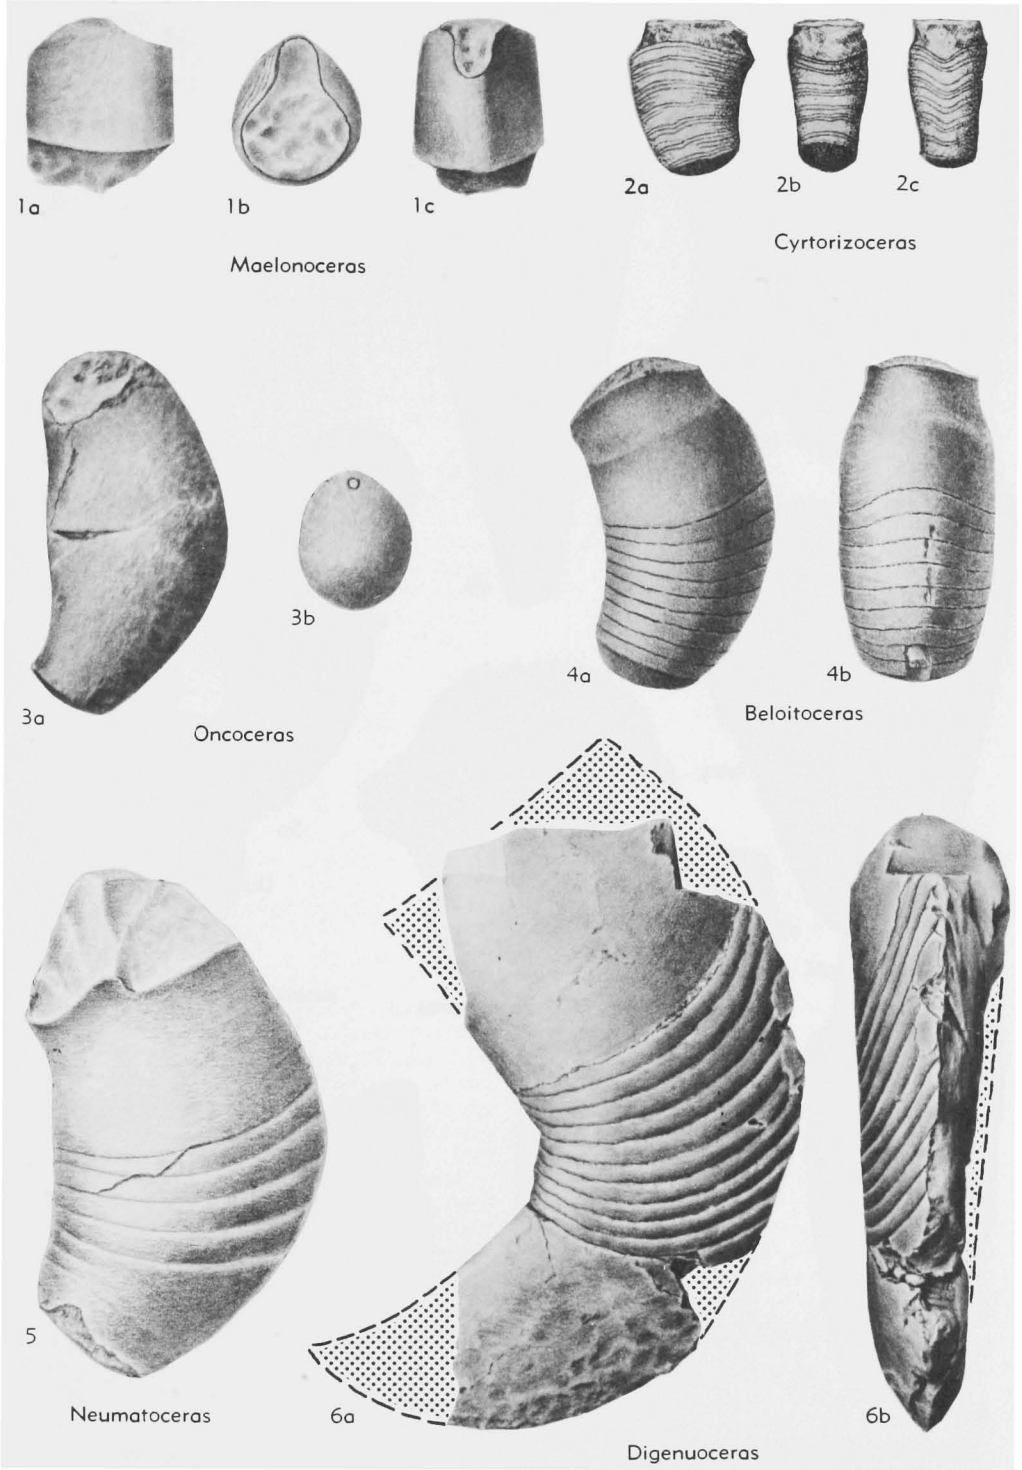 1a
1b
1c
2a
2b
2c
Maelonoceras
Cyrtorizoceras
3a
3b
Oncoceras
4a
4b
Beloitoceras
5
Neumatoceras
6a
6b
Digenuoceras